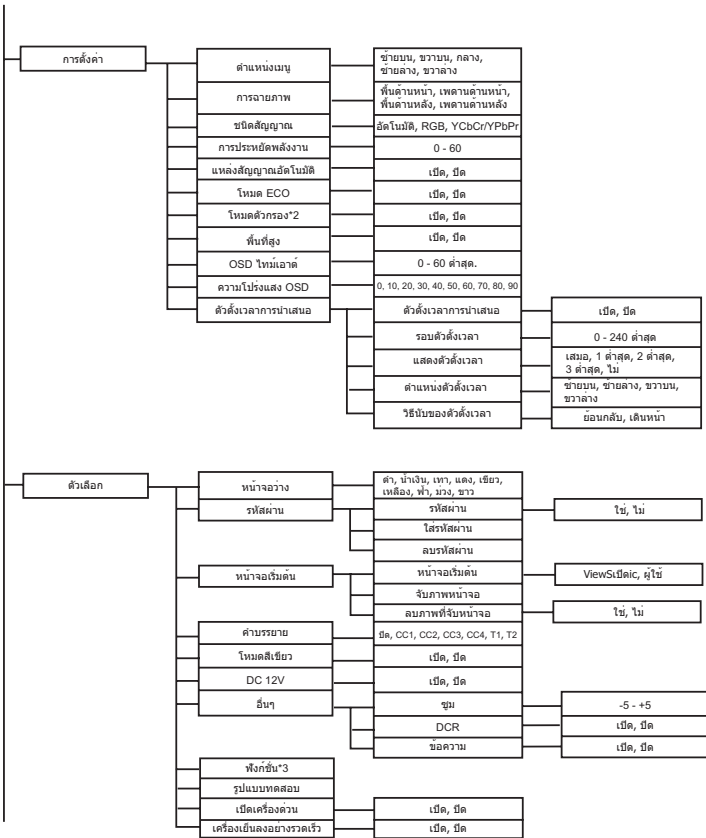 การตั้งค่า
ตำแหน่งเมนู
ซ้ายบน, ขวาบน, กลาง,
ซ้ายล่าง, ขวาล่าง
การฉายภาพ
พื้นด้านหน้า, เพดานด้านหน้า,
พื้นด้านหลัง, เพดานด้านหลัง
ชนิดสัญญาณ
อัตโนมัติ, RGB, YCbCr/YPbPr
การประหยัดพลังงาน
0 - 60
แหล่งสัญญาณอัตโนมัติ
เปิด, ปิด
โหมด ECO
เปิด, ปิด
โหมดตัวกรอง*2
เปิด, ปิด
พื้นที่สูง
เปิด, ปิด
OSD ไทม์เอาต์
0 - 60 ต่ำสุด.
ความโปร่งแสง OSD
0, 10, 20, 30, 40, 50, 60, 70, 80, 90
ตัวตั้งเวลาการนำเสนอ
ตัวตั้งเวลาการนำเสนอ
เปิด, ปิด
รอบตัวตั้งเวลา
0 - 240 ต่ำสุด
แสดงตัวตั้งเวลา
เสมอ, 1 ต่ำสุด, 2 ต่ำสุด,
3 ต่ำสุด, ไม่
ตำแหน่งตัวตั้งเวลา
ซ้ายบน, ซ้ายล่าง, ขวาบน,
ขวาล่าง
วิธีนับของตัวตั้งเวลา
ย้อนกลับ, เดินหน้า
ตัวเลือก
หน้าจอว่าง
ดำ, น้ำเงิน, เทา, แดง, เขียว,
เหลือง, ฟ้า, ม่วง, ขาว
รหัสผ่าน
รหัสผ่าน
ใช่, ไม่
ใส่รหัสผ่าน
ลบรหัสผ่าน
หน้าจอเริ่มต้น
หน้าจอเริ่มต้น
ViewSเปิดic, ผู้ใช้
จับภาพหน้าจอ
ลบภาพที่จับหน้าจอ
ใช่, ไม่
คำบรรยาย
ปิด, CC1, CC2, CC3, CC4, T1, T2
โหมดสีเขียว
เปิด, ปิด
DC 12V
เปิด, ปิด
อื่นๆ
ซูม
-5 - +5
DCR
เปิด, ปิด
ข้อความ
เปิด, ปิด
ฟังก์ชั่น*3
รูปแบบทดสอบ
เปิดเครื่องด่วน
เปิด, ปิด
เครื่องเย็นลงอย่างรวดเร็ว
เปิด, ปิด